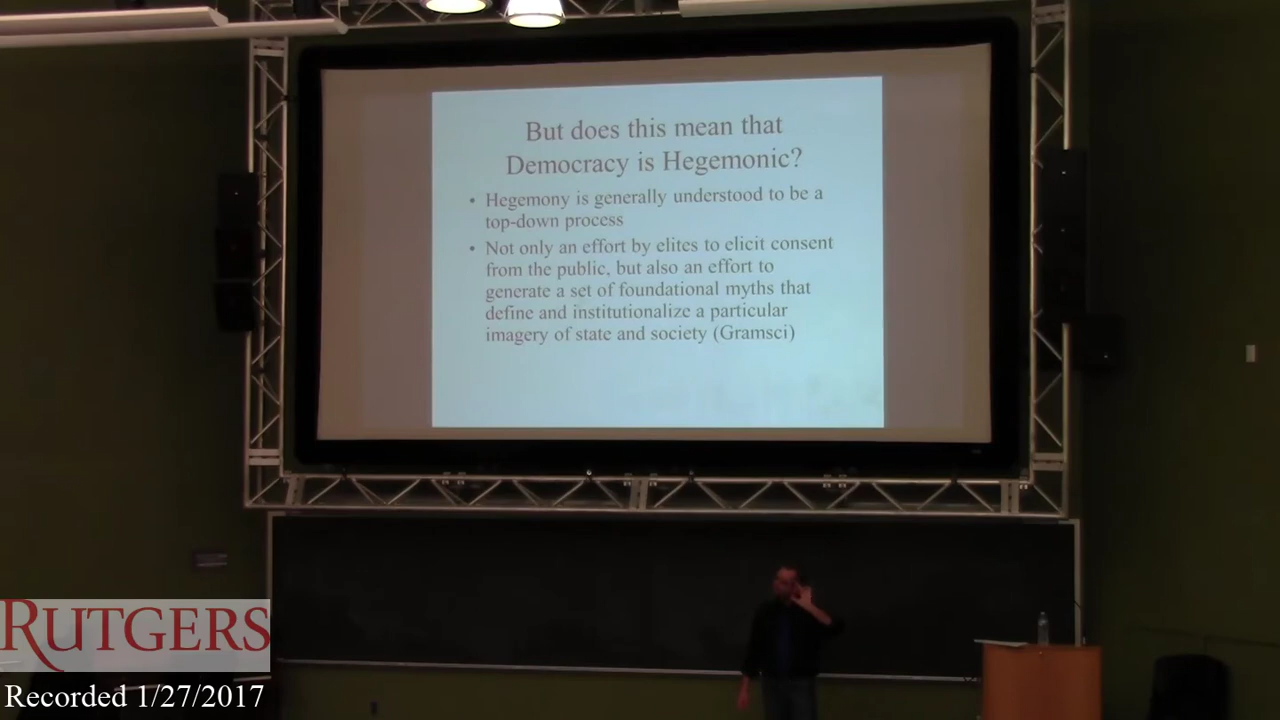 But does this mean that
Democracy is Hegemonic?
• Hegemony is generally understood to be a
top-down process
• Not only an effort by elites to elicit consent
from the public, but also an effort to
generate a set of foundational myths that
define and institutionalize a particular
imagery of state and society (Gramsci)
RUTGERS
Recorded 1/27/2017